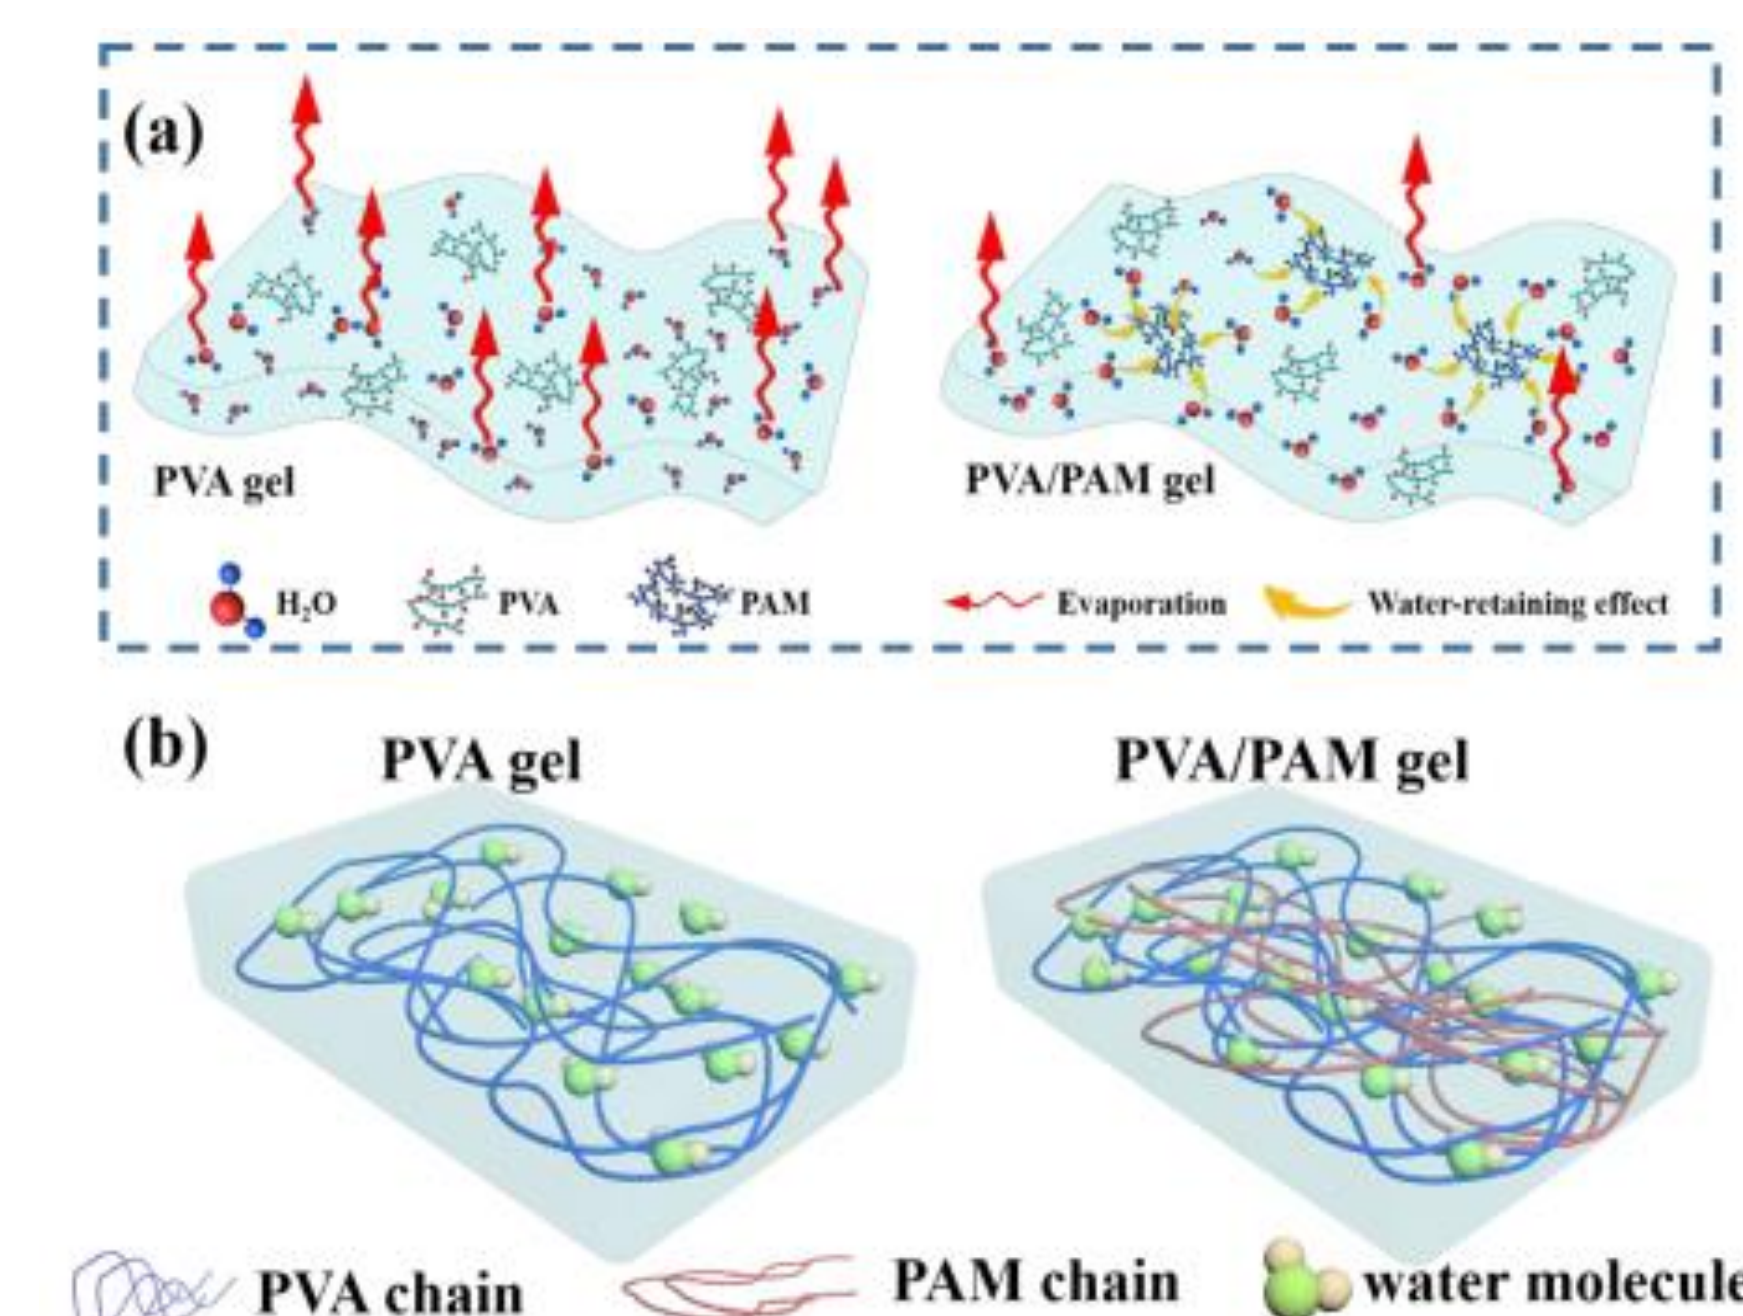 (a)
PVA gel
PVA/PAM gel
H₂O PVA PAM Evaporation Water-retaining effect
(b)
PVA gel PVA/PAM gel
PVA chain PAM chain water molecule